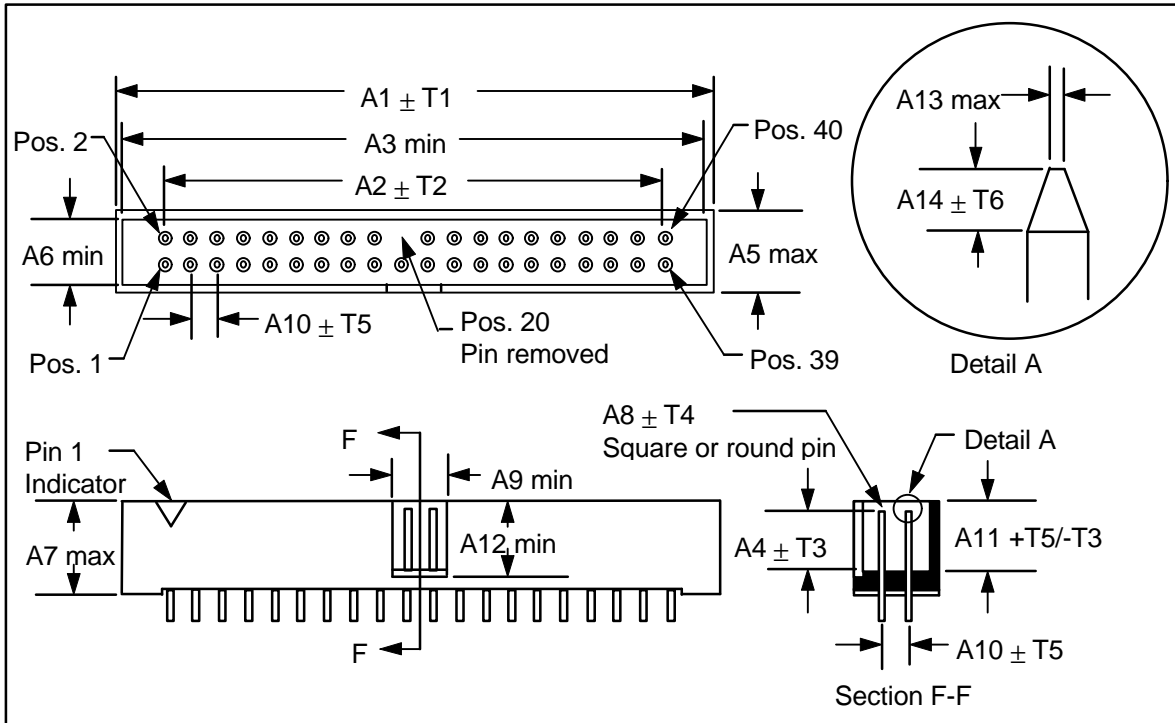 A1 ± T1
A13 max
Pos. 2
A3 min
Pos. 40
A2 ± T2
A14 ± T6
A6 min
A5 max
A10 ± T5
Pos. 20
Pin removed
Pos. 1
Pos. 39
Detail A
A8 ± T4
Square or round pin
F
Detail A
Pin 1
Indicator
A9 min
A7 max
A12 min
A4 ± T3
A11 +T5/-T3
F
A10 ± T5
Section F-F